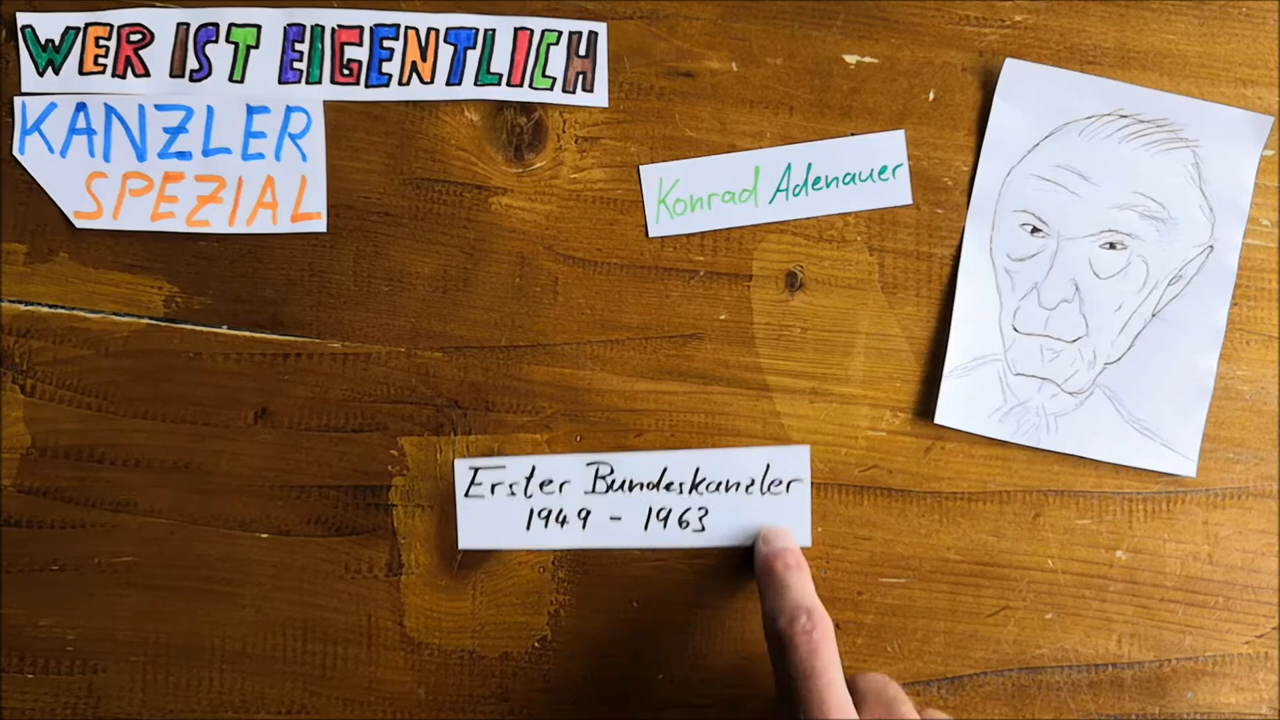 WER IST EIGENTLICH
KANZLER
SPEZIAL
Konrad Adenauer
Erster Bundeskanzler
1949 - 1963